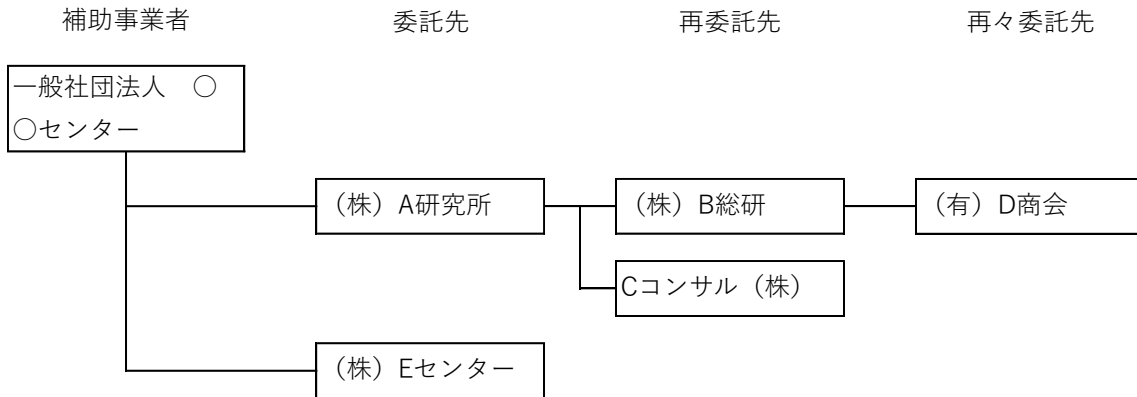 補助事業者
委託先
再委託先
再々委託先
一般社団法人　○
○センター
（株）A研究所
（株）B総研
（有）D商会
Cコンサル（株）
（株）Eセンター